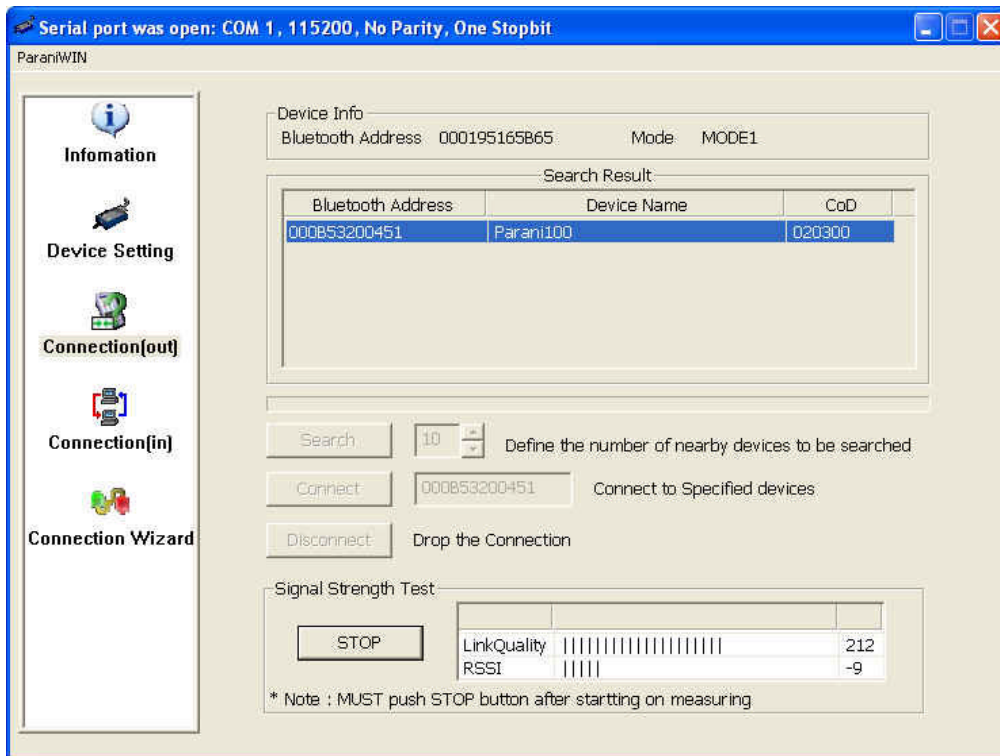 Serial port was open: COM 1, 115200, No Parity, One Stopbit
ParaniWIN
Infomation
Device Setting
Connection(out)
Connection(in)
Connection Wizard
Device Info
Bluetooth Address 000195165B65 Mode MODE1
Search Result
Bluetooth Address Device Name CoD
000B53200451 Parani100 020300
Search 10 Define the number of nearby devices to be searched
Connect 000B53200451 Connect to Specified devices
Disconnect Drop the Connection
Signal Strength Test
STOP
LinkQuality |||||||||||||||||||| 212
RSSI ||||| -9
* Note : MUST push STOP button after startting on measuring